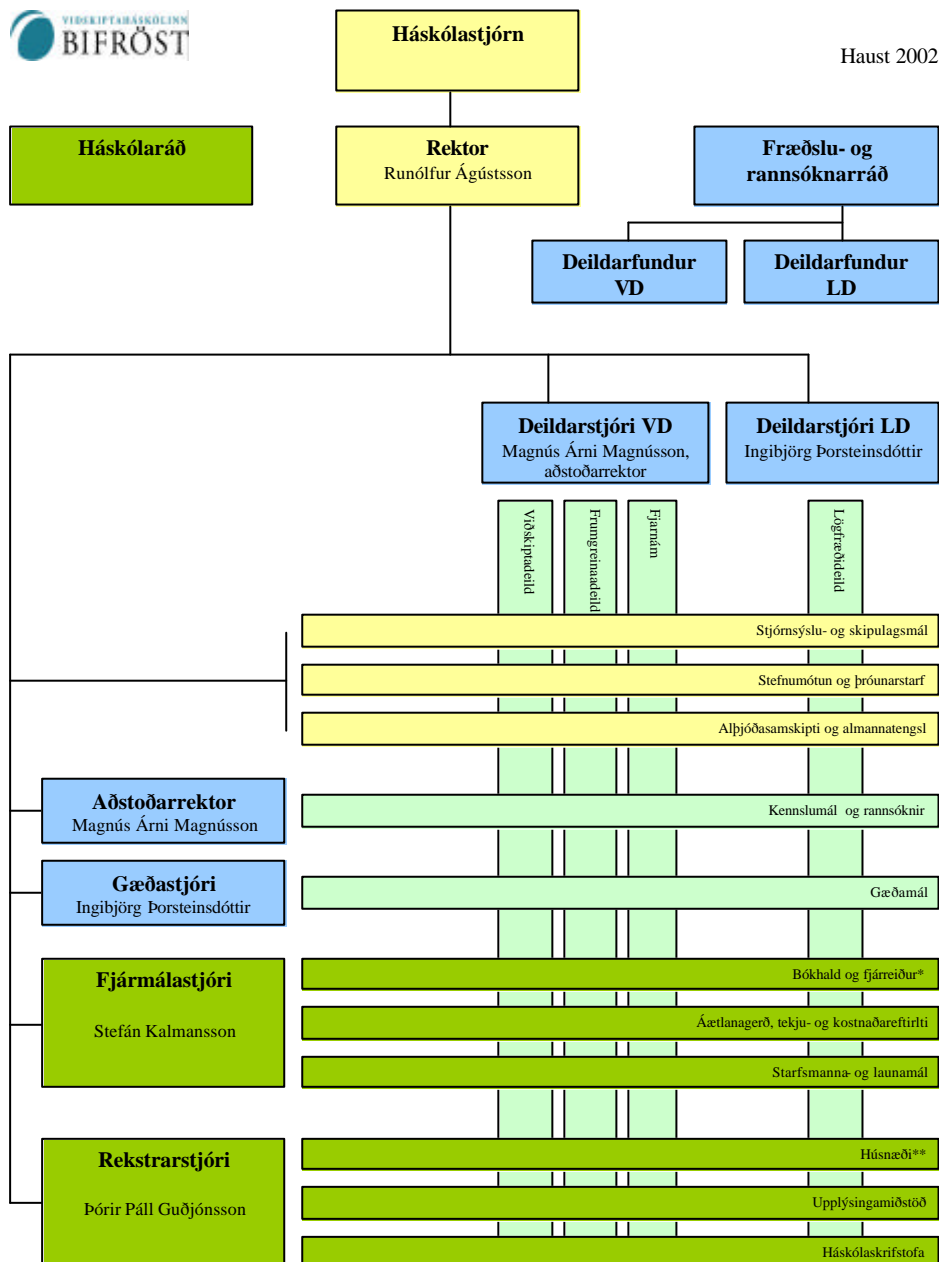 VIÐSKIPTAHÁSKÓLINN
BIFRÖST
Háskólastjórn
Haust 2002
Háskólaráð
Rektor
Runólfur Ágústsson
Fræðslu- og
rannsóknarráð
Deildarfundur
VD
Deildarfundur
LD
Deildarstjóri VD
Magnús Árni Magnússon,
aðstoðarrektor
Deildarstjóri LD
Ingibjörg Þorsteinsdóttir
Viðskiptadeild
Frumgreinaadeild
Fjarnám
Lögfræðideild
Stjórnsýslu- og skipulagsmál
Stefnumótun og þróunarstarf
Alþjóðasamskipti og almannatengsl
Aðstoðarrektor
Magnús Árni Magnússon
Kennslumál og rannsóknir
Gæðastjóri
Ingibjörg Þorsteinsdóttir
Gæðamál
Fjármálastjóri
Stefán Kalmansson
Bókhald og fjárreiður*
Áætlanagerð, tekju- og kostnaðareftirlti
Starfsmanna- og launamál
Rekstrarstjóri
Þórir Páll Guðjónsson
Húsnæði**
Upplýsingamiðstöð
Háskólaskrifstofa